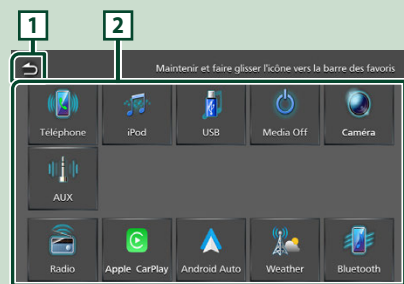 1 2
Maintenir et faire glisser l'icône vers la barre des favoris
Téléphone iPod USB Media Off Caméra
AUX
Radio Apple CarPlay Android Auto Weather Bluetooth